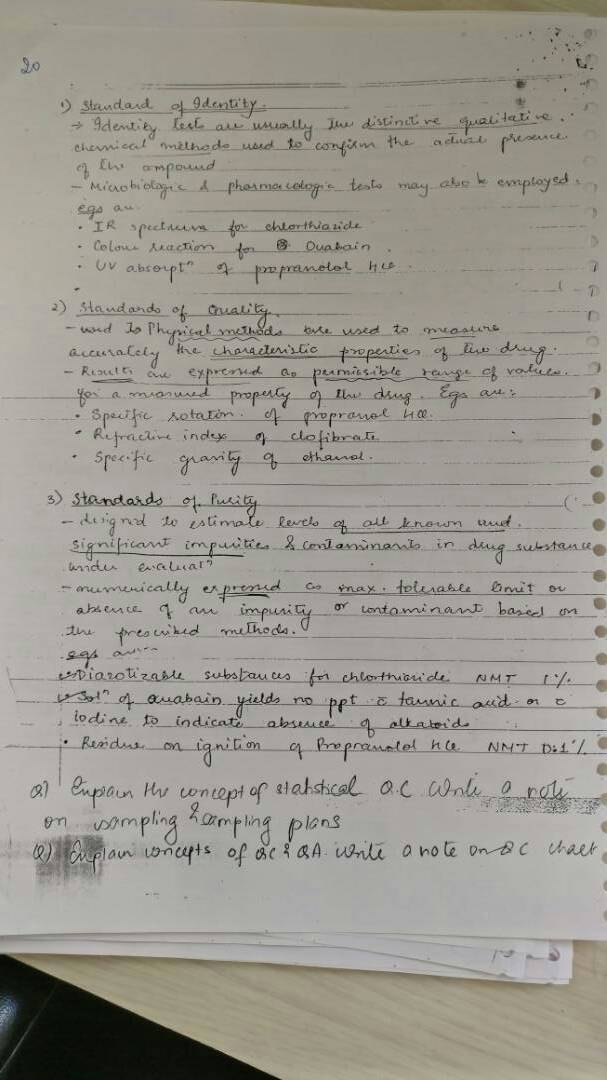 20
1) Standard of Identity.
→ Identity tests are usually the distinctive qualitative
chemical methods used to confirm the actual presence
of the compound
- Microbiologic & pharmacologic tests may also be employed.
egs are.
• IR spectrum for chlorthiazide
• Colour reaction for Ouabain.
• UV absorptⁿ of propranolol HCl.
•
2) Standards of Quality.
- used to Physical methods are used to measure
accurately the characteristic properties of the drug.
- Results are expressed as permissible range of values.
for a measured property of the drug. Egs are:
• Specific rotation. of propranol HCl.
• Refractive index of clofibrate
• Specific gravity of ethanol.
3) Standards of Purity
- designed to estimate levels of all known and.
significant impurities & contaminants in drug substance
under evaluatⁿ
- numerically expressed as max. tolerable limit or
absence of an impurity or contaminant based on
the prescribed methods.
egs are
• Diazotizable substances for chlorthiazide NMT 1%
• Solⁿ of ouabain yields no ppt c̄ tannic acid or c̄
Iodine to indicate absence of alkaloids
• Residue on ignition of Propranolol HCl NMT 0.1%
Q) Explain the concept of statistical Q.C Write a note
on sampling & sampling plans
Q) Explain concepts of QC & QA. Write a note on QC chart